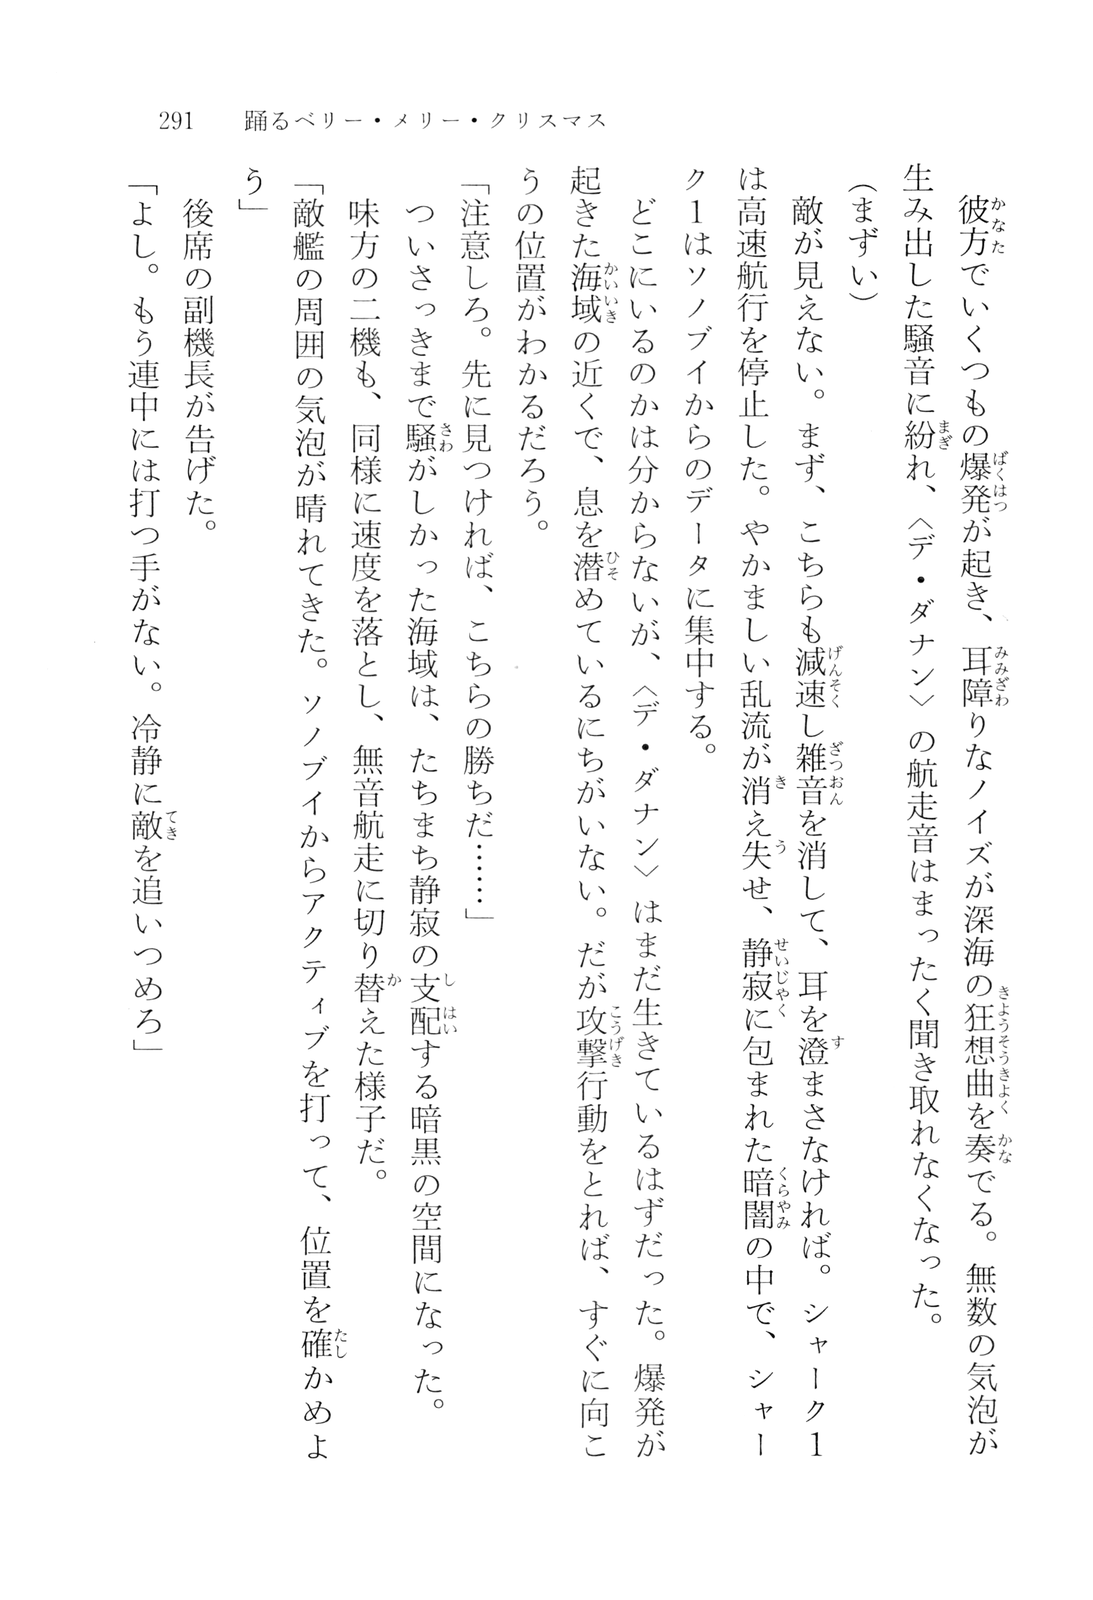 291　踊るベリー・メリー・クリスマス
彼方でいくつもの爆発が起き、耳障りなノイズが深海の狂想曲を奏でる。無数の気泡が
生み出した騒音に紛れ、〈デ・ダナン〉の航走音はまったく聞き取れなくなった。
（まずい）
敵が見えない。まず、こちらも減速し雑音を消して、耳を澄まさなければ。シャーク1
は高速航行を停止した。やかましい乱流が消え失せ、静寂に包まれた暗闇の中で、シャー
ク1はソノブイからのデータに集中する。
どこにいるのかは分からないが、〈デ・ダナン〉はまだ生きているはずだった。爆発が
起きた海域の近くで、息を潜めているにちがいない。だが攻撃行動をとれば、すぐに向こ
うの位置がわかるだろう。
「注意しろ。先に見つければ、こちらの勝ちだ……」
ついさっきまで騒がしかった海域は、たちまち静寂の支配する暗黒の空間になった。
味方の二機も、同様に速度を落とし、無音航走に切り替えた様子だ。
「敵艦の周囲の気泡が晴れてきた。ソノブイからアクティブを打って、位置を確かめよ
う」
後席の副機長が告げた。
「よし。もう連中には打つ手がない。冷静に敵を追いつめろ」